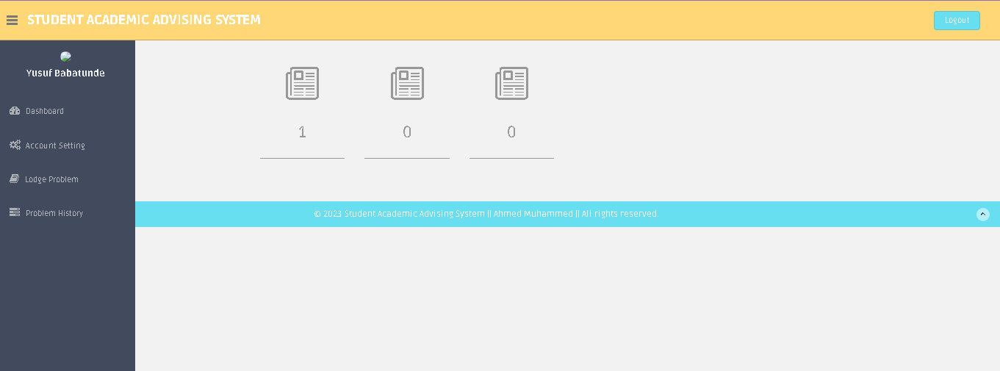 STUDENT ACADEMIC ADVISING SYSTEM
Logout
Yusuf Babatunde
Dashboard
Account Setting
Lodge Problem
Problem History
1
0
0
© 2023 Student Academic Advising System || Ahmed Muhammed || All rights reserved.